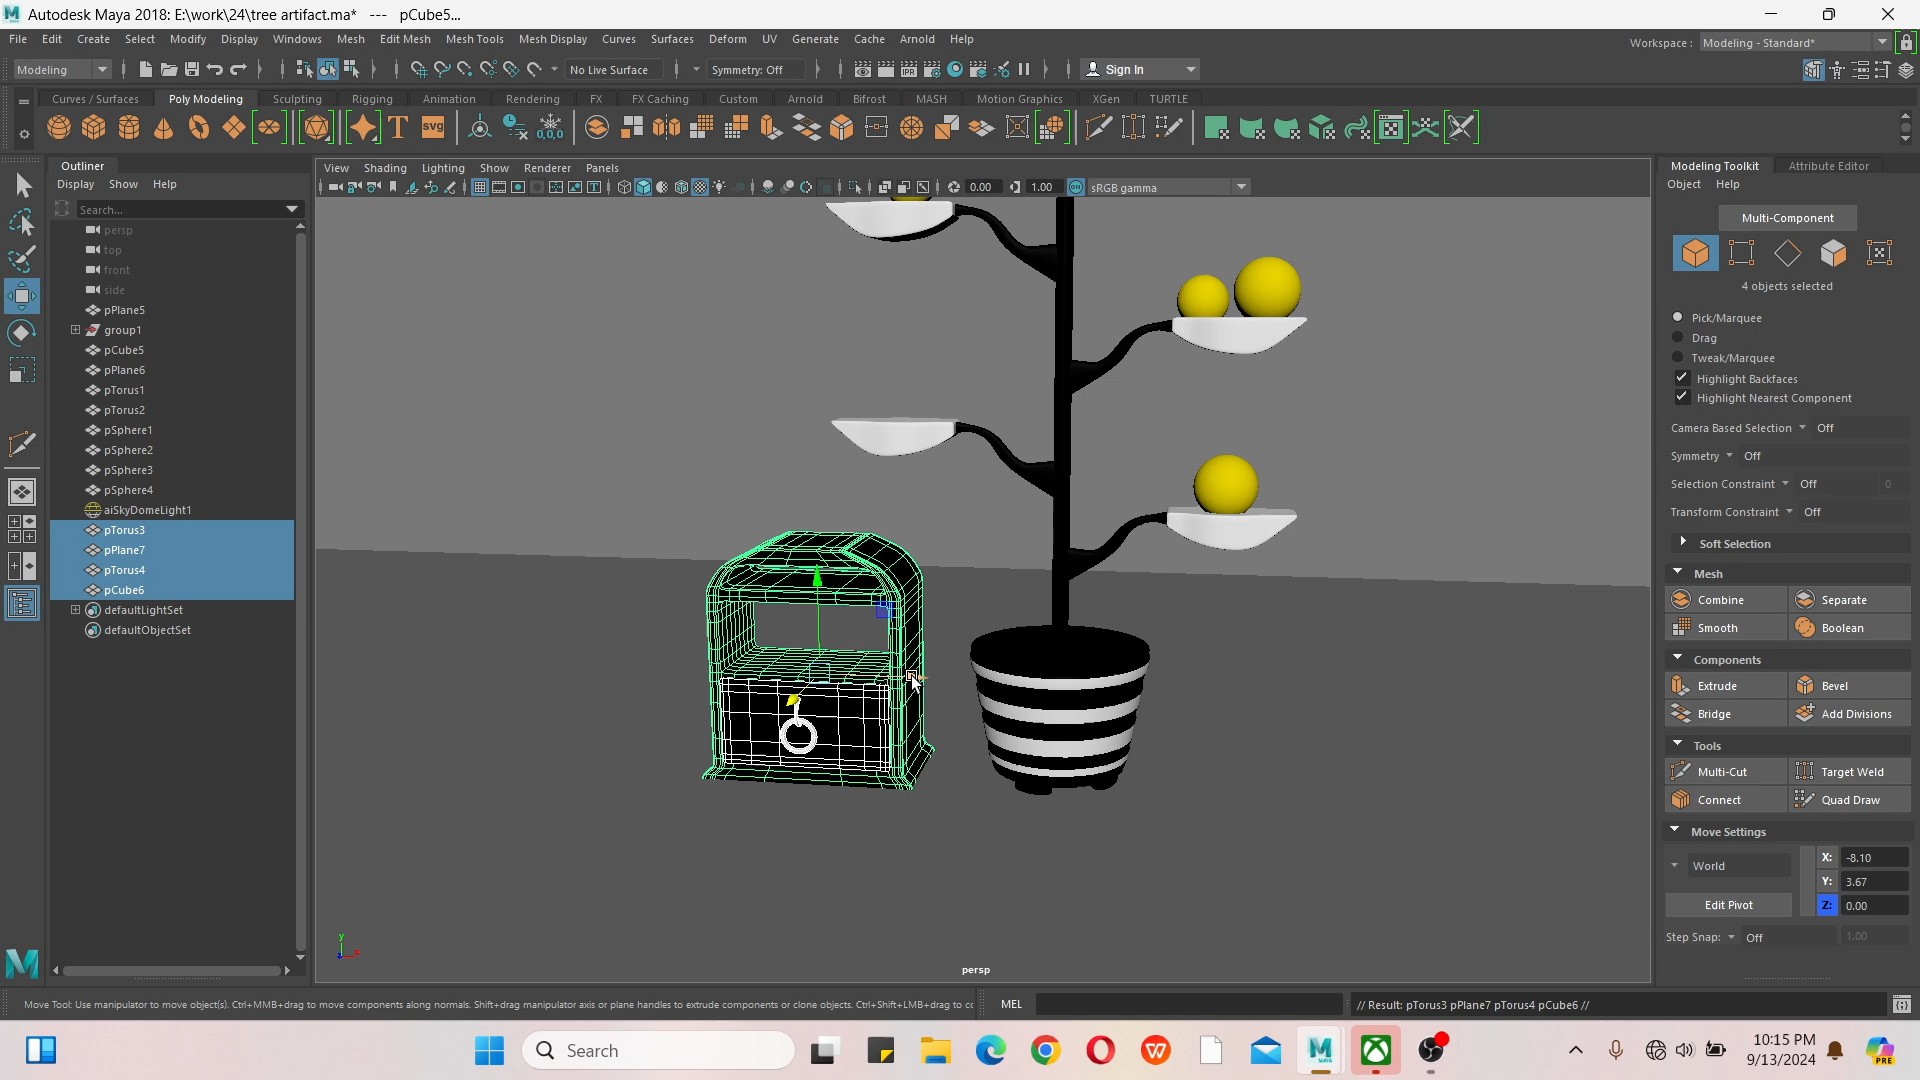 Autodesk Maya 2018: E:\work\24\tree artifact.ma* --- pCube5...
File Edit Create Select Modify Display Windows Mesh Edit Mesh Mesh Tools Mesh Display Curves Surfaces Deform UV Generate Cache Arnold Help
Workspace : Modeling - Standard*
Modeling No Live Surface Symmetry: Off Sign In
Curves / Surfaces Poly Modeling Sculpting Rigging Animation Rendering FX FX Caching Custom Arnold Bifrost MASH Motion Graphics XGen TURTLE
T SVG 0,0,0
Outliner
Display Show Help
Search...
persp
top
front
side
pPlane5
group1
pCube5
pPlane6
pTorus1
pTorus2
pSphere1
pSphere2
pSphere3
pSphere4
aiSkyDomeLight1
pTorus3
pPlane7
pTorus4
pCube6
defaultLightSet
defaultObjectSet
View Shading Lighting Show Renderer Panels
0.00 1.00 ON sRGB gamma
persp
Modeling Toolkit Attribute Editor
Object Help
Multi-Component
4 objects selected
Pick/Marquee
Drag
Tweak/Marquee
Highlight Backfaces
Highlight Nearest Component
Camera Based Selection Off
Symmetry Off
Selection Constraint Off 0
Transform Constraint Off
Soft Selection
Mesh
Combine Separate
Smooth Boolean
Components
Extrude Bevel
Bridge Add Divisions
Tools
Multi-Cut Target Weld
Connect Quad Draw
Move Settings
World X: -8.10
Y: 3.67
Edit Pivot Z: 0.00
Step Snap: Off 1.00
Move Tool: Use manipulator to move object(s). Ctrl+MMB+drag to move components along normals. Shift+drag manipulator axis or plane handles to extrude components or clone objects. Ctrl+Shift+LMB+drag to cc
MEL
// Result: pTorus3 pPlane7 pTorus4 pCube6 //
Search
10:15 PM
9/13/2024